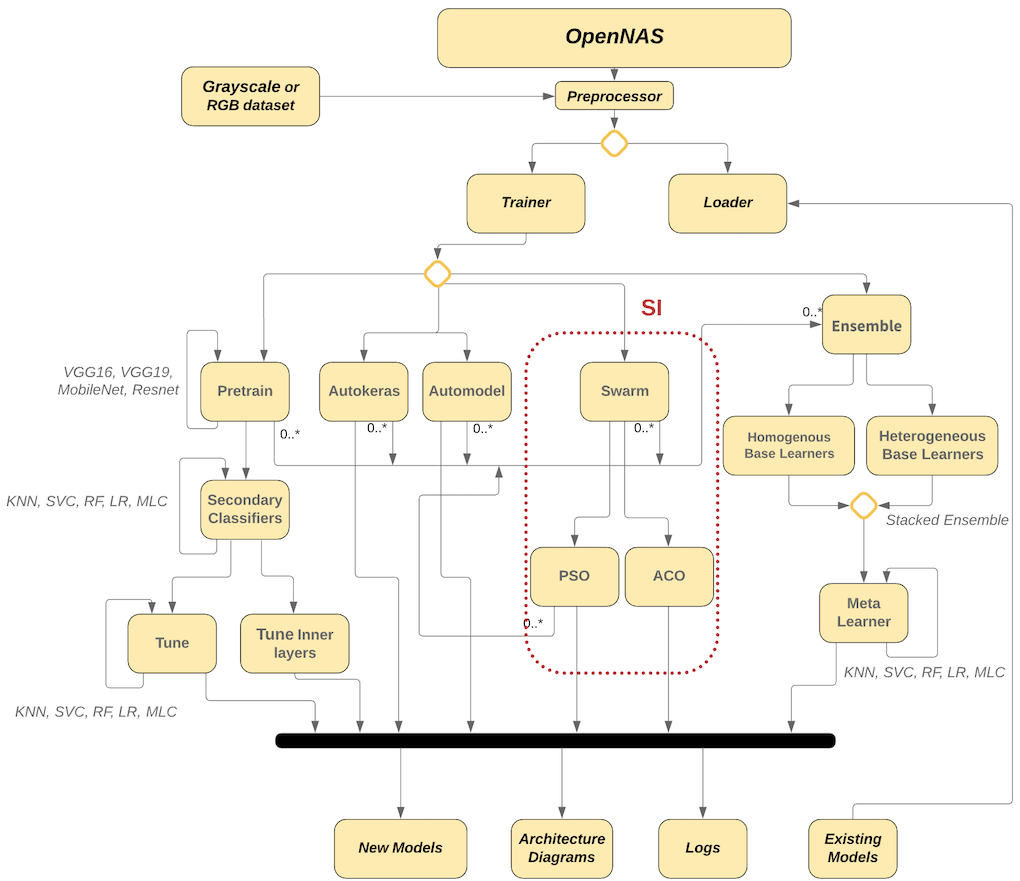 OpenNAS
Grayscale or
RGB dataset
Preprocessor
Trainer
Loader
SI
0..*
Ensemble
VGG16, VGG19,
MobileNet, Resnet
Pretrain
Autokeras
Automodel
Swarm
0..*
0..*
0..*
0..*
Homogenous
Base Learners
Heterogeneous
Base Learners
KNN, SVC, RF, LR, MLC
Secondary
Classifiers
Stacked Ensemble
PSO
ACO
0..*
Meta
Learner
Tune
Tune Inner
layers
KNN, SVC, RF, LR, MLC
KNN, SVC, RF, LR, MLC
New Models
Architecture
Diagrams
Logs
Existing
Models